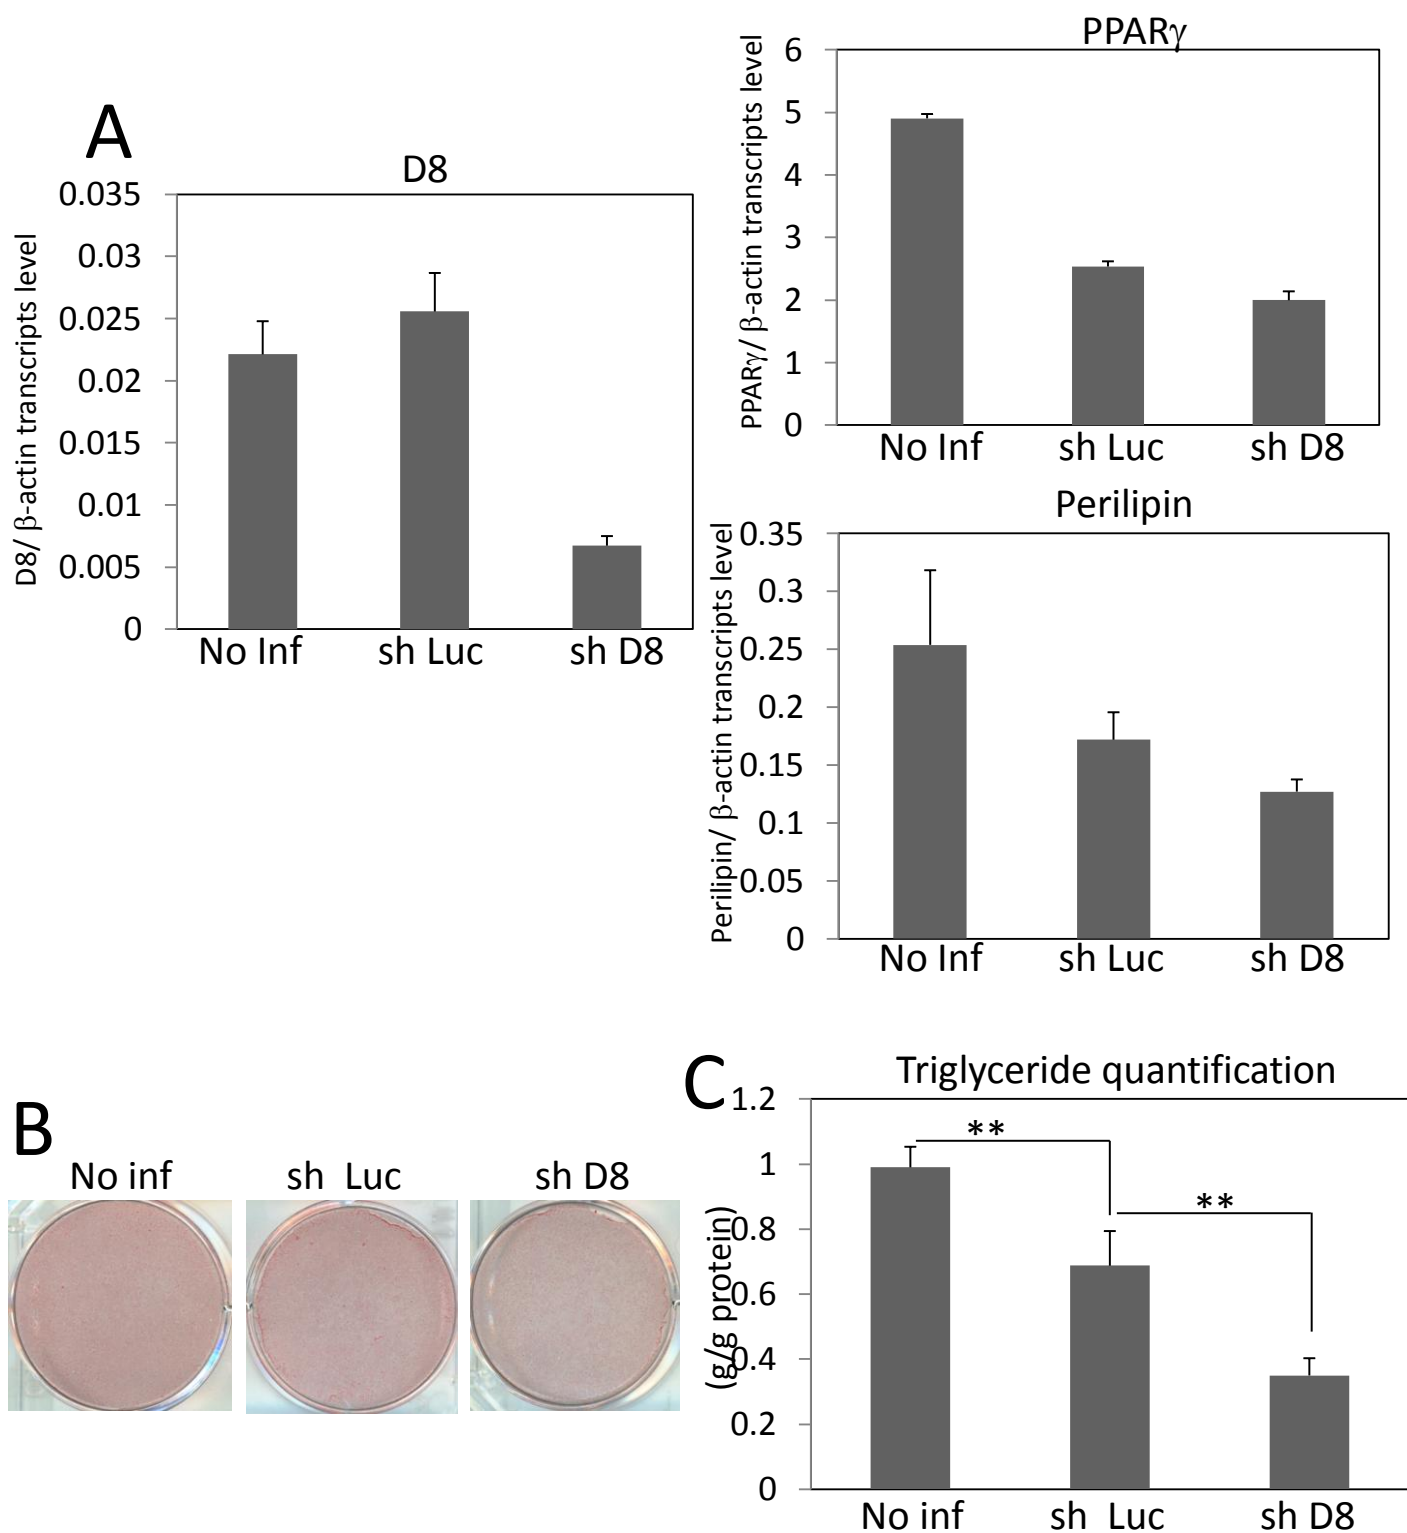 A
D8
D8/ β-actin transcripts level
0.035
0.03
0.025
0.02
0.015
0.01
0.005
0
No Inf sh Luc sh D8
PPARγ
PPARγ/ β-actin transcripts level
6
5
4
3
2
1
0
No Inf sh Luc sh D8
Perilipin
Perilipin/ β-actin transcripts level
0.35
0.3
0.25
0.2
0.15
0.1
0.05
0
No Inf sh Luc sh D8
B
No inf sh Luc sh D8
C
Triglyceride quantification
(g/g protein)
1.2
1
0.8
0.6
0.4
0.2
0
**
**
No inf sh Luc sh D8